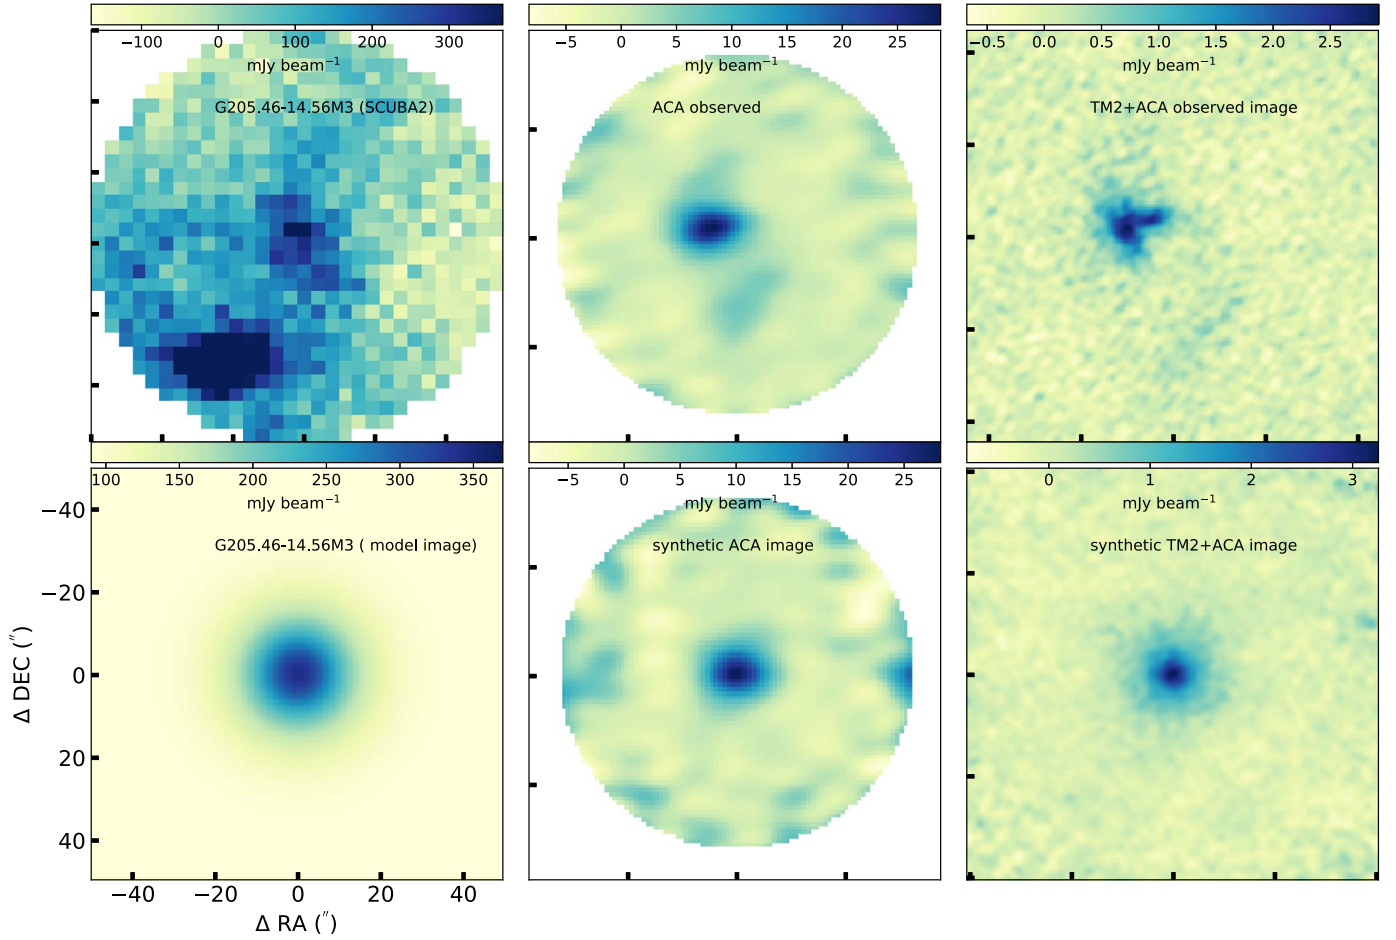 −100 0 100 200 300
mJy beam⁻¹
G205.46-14.56M3 (SCUBA2)
−5 0 5 10 15 20 25
mJy beam⁻¹
ACA observed
−0.5 0.0 0.5 1.0 1.5 2.0 2.5
mJy beam⁻¹
TM2+ACA observed image
100 150 200 250 300 350
mJy beam⁻¹
G205.46-14.56M3 ( model image)
−5 0 5 10 15 20 25
mJy beam⁻¹
synthetic ACA image
0 1 2 3
mJy beam⁻¹
synthetic TM2+ACA image
Δ DEC (″)
−40
−20
0
20
40
−40 −20 0 20 40
Δ RA (″)